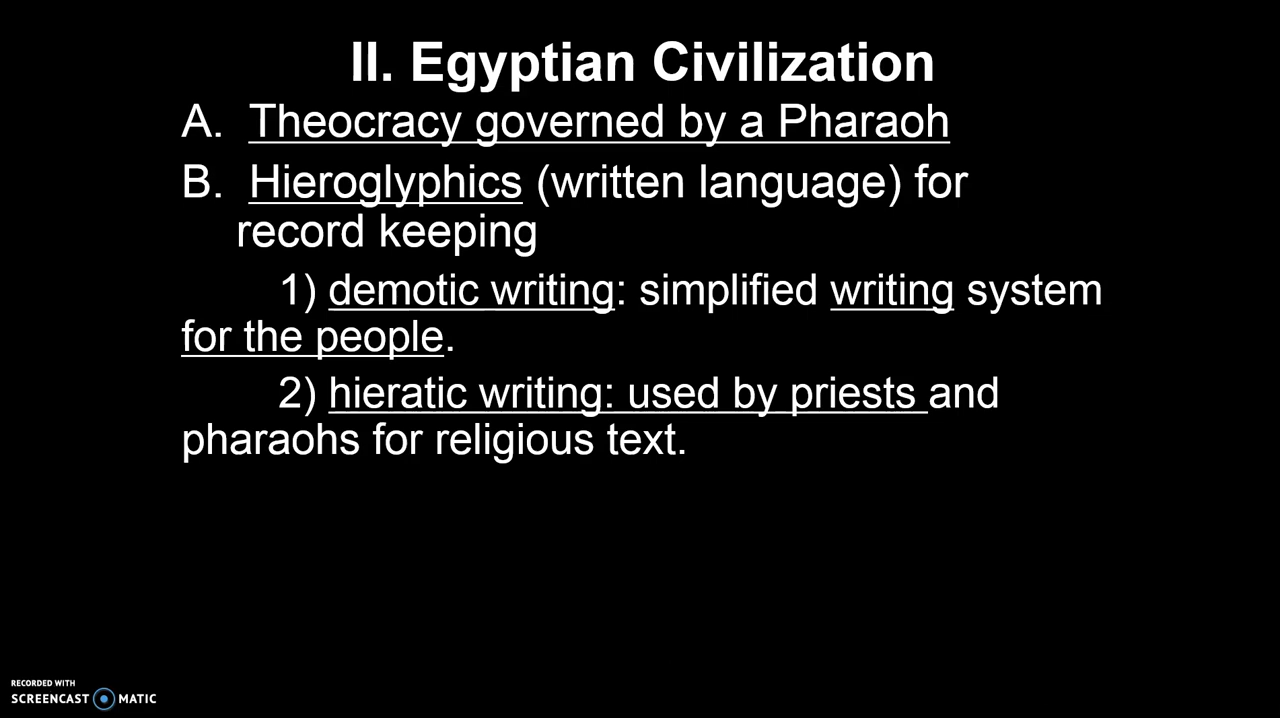 II. Egyptian Civilization
A. Theocracy governed by a Pharaoh
B. Hieroglyphics (written language) for
record keeping
1) demotic writing: simplified writing system
for the people.
2) hieratic writing: used by priests and
pharaohs for religious text.
RECORDED WITH
SCREENCAST MATIC